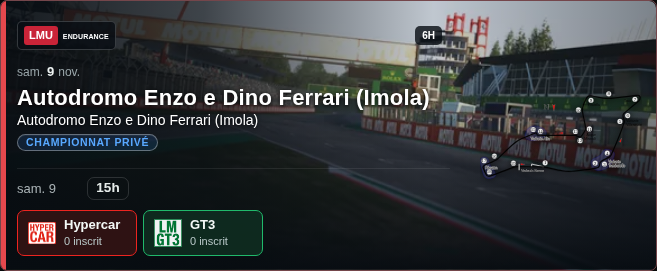 LMU ENDURANCE
6H
sam. 9 nov.
Autodromo Enzo e Dino Ferrari (Imola)
Autodromo Enzo e Dino Ferrari (Imola)
CHAMPIONNAT PRIVÉ
sam. 9 15h
HYPER CAR
Hypercar
0 inscrit
LM GT3
GT3
0 inscrit